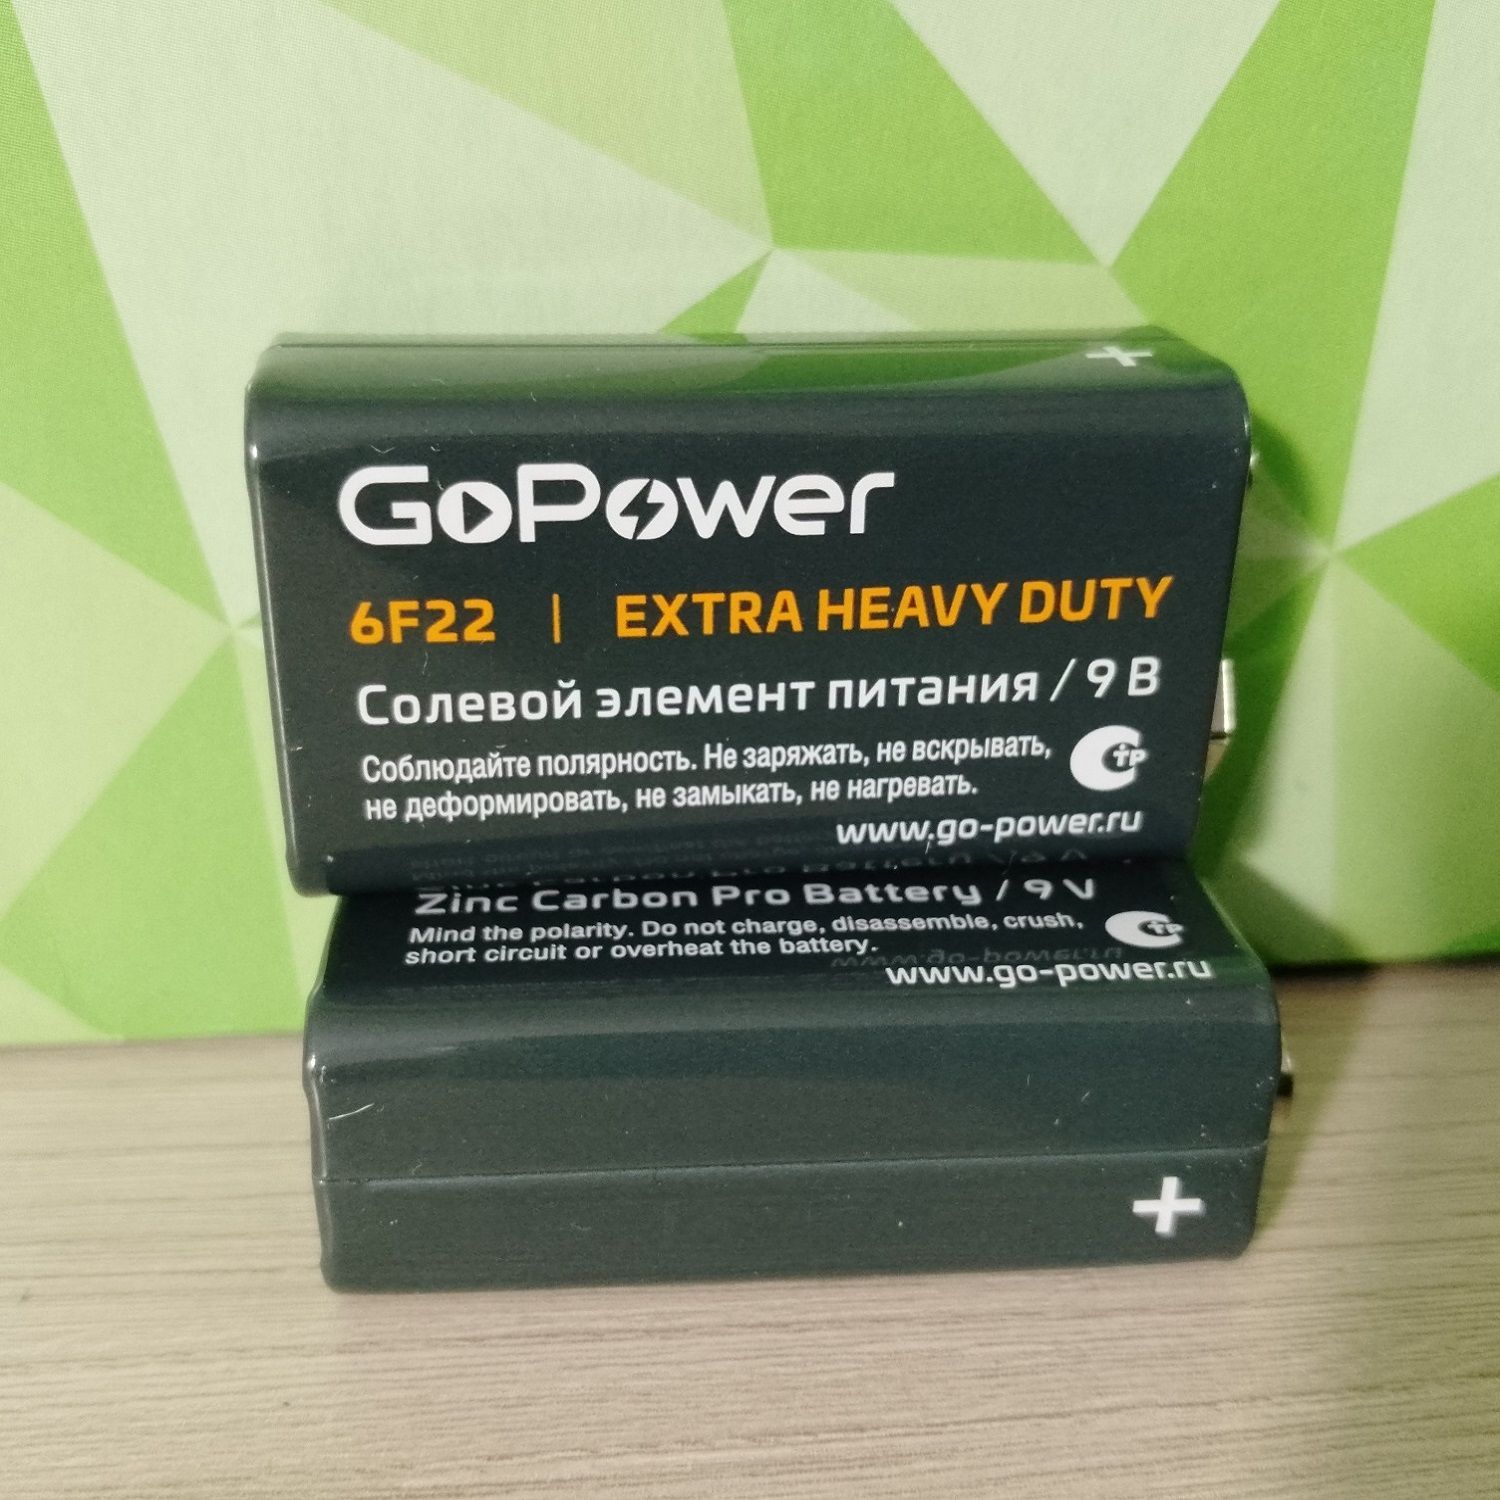 +
GoPower
6F22 | EXTRA HEAVY DUTY
Солевой элемент питания / 9 В
Соблюдайте полярность. Не заряжать, не вскрывать,
не деформировать, не замыкать, не нагревать.
www.go-power.ru
Zinc Carbon Pro Battery / 9 V
Mind the polarity. Do not charge, disassemble, crush,
short circuit or overheat the battery.
www.go-power.ru
+